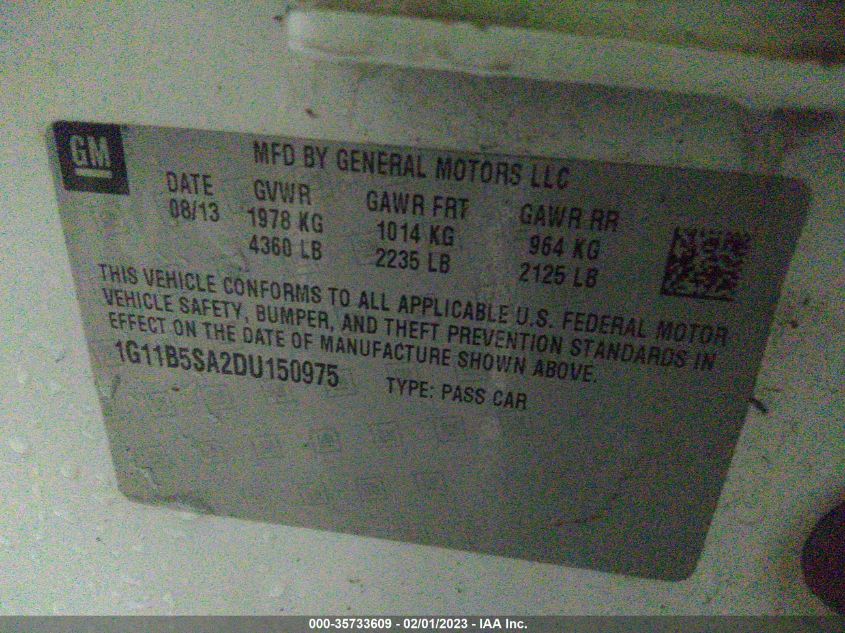 GM
MFD BY GENERAL MOTORS LLC
DATE GVWR GAWR FRT GAWR RR
08/13 1978 KG 1014 KG 964 KG
4360 LB 2235 LB 2125 LB
THIS VEHICLE CONFORMS TO ALL APPLICABLE U.S. FEDERAL MOTOR
VEHICLE SAFETY, BUMPER, AND THEFT PREVENTION STANDARDS IN
EFFECT ON THE DATE OF MANUFACTURE SHOWN ABOVE.
1G11B5SA2DU150975 TYPE: PASS CAR
000-35733609 - 02/01/2023 - IAA Inc.